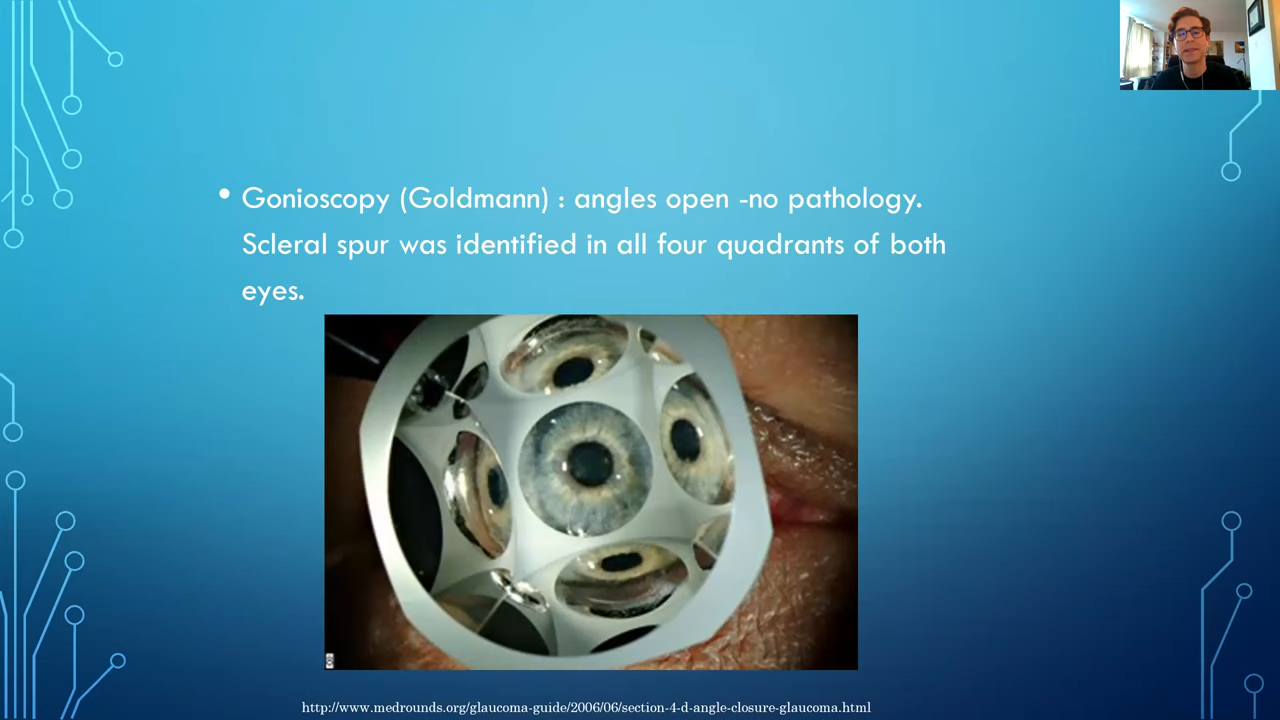 • Gonioscopy (Goldmann) : angles open -no pathology.
Scleral spur was identified in all four quadrants of both
eyes.
http://www.medrounds.org/glaucoma-guide/2006/06/section-4-d-angle-closure-glaucoma.html